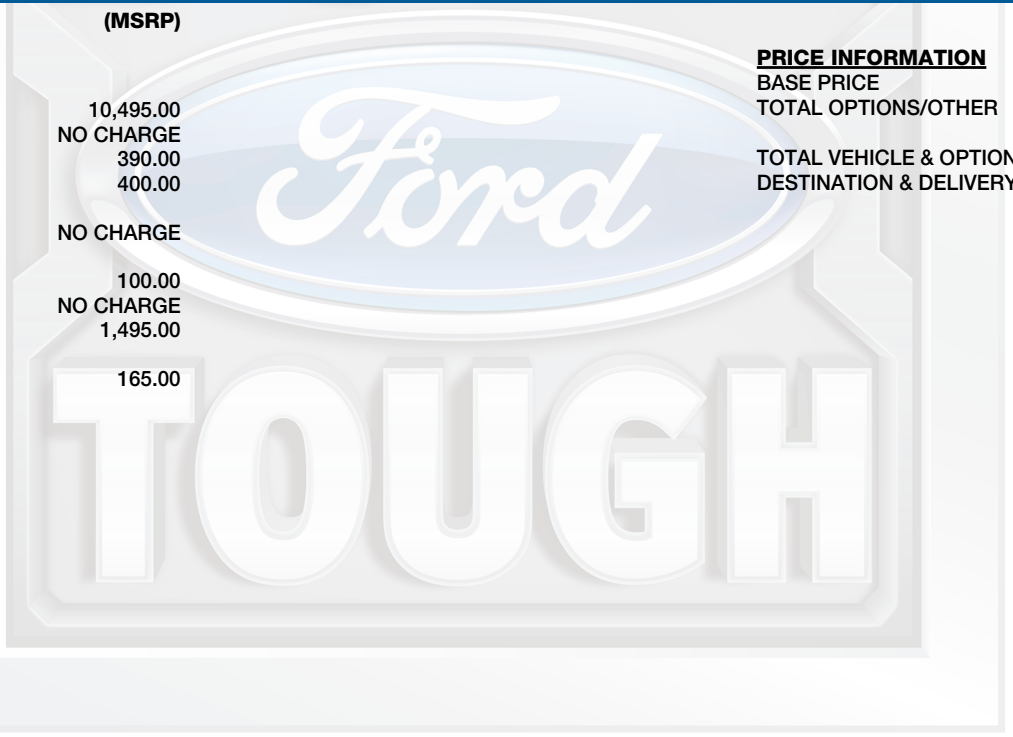 (MSRP)
10,495.00
NO CHARGE
390.00
400.00
NO CHARGE
100.00
NO CHARGE
1,495.00
165.00
PRICE INFORMATION
BASE PRICE
TOTAL OPTIONS/OTHER
TOTAL VEHICLE & OPTION
DESTINATION & DELIVERY
Ford
TOUGH